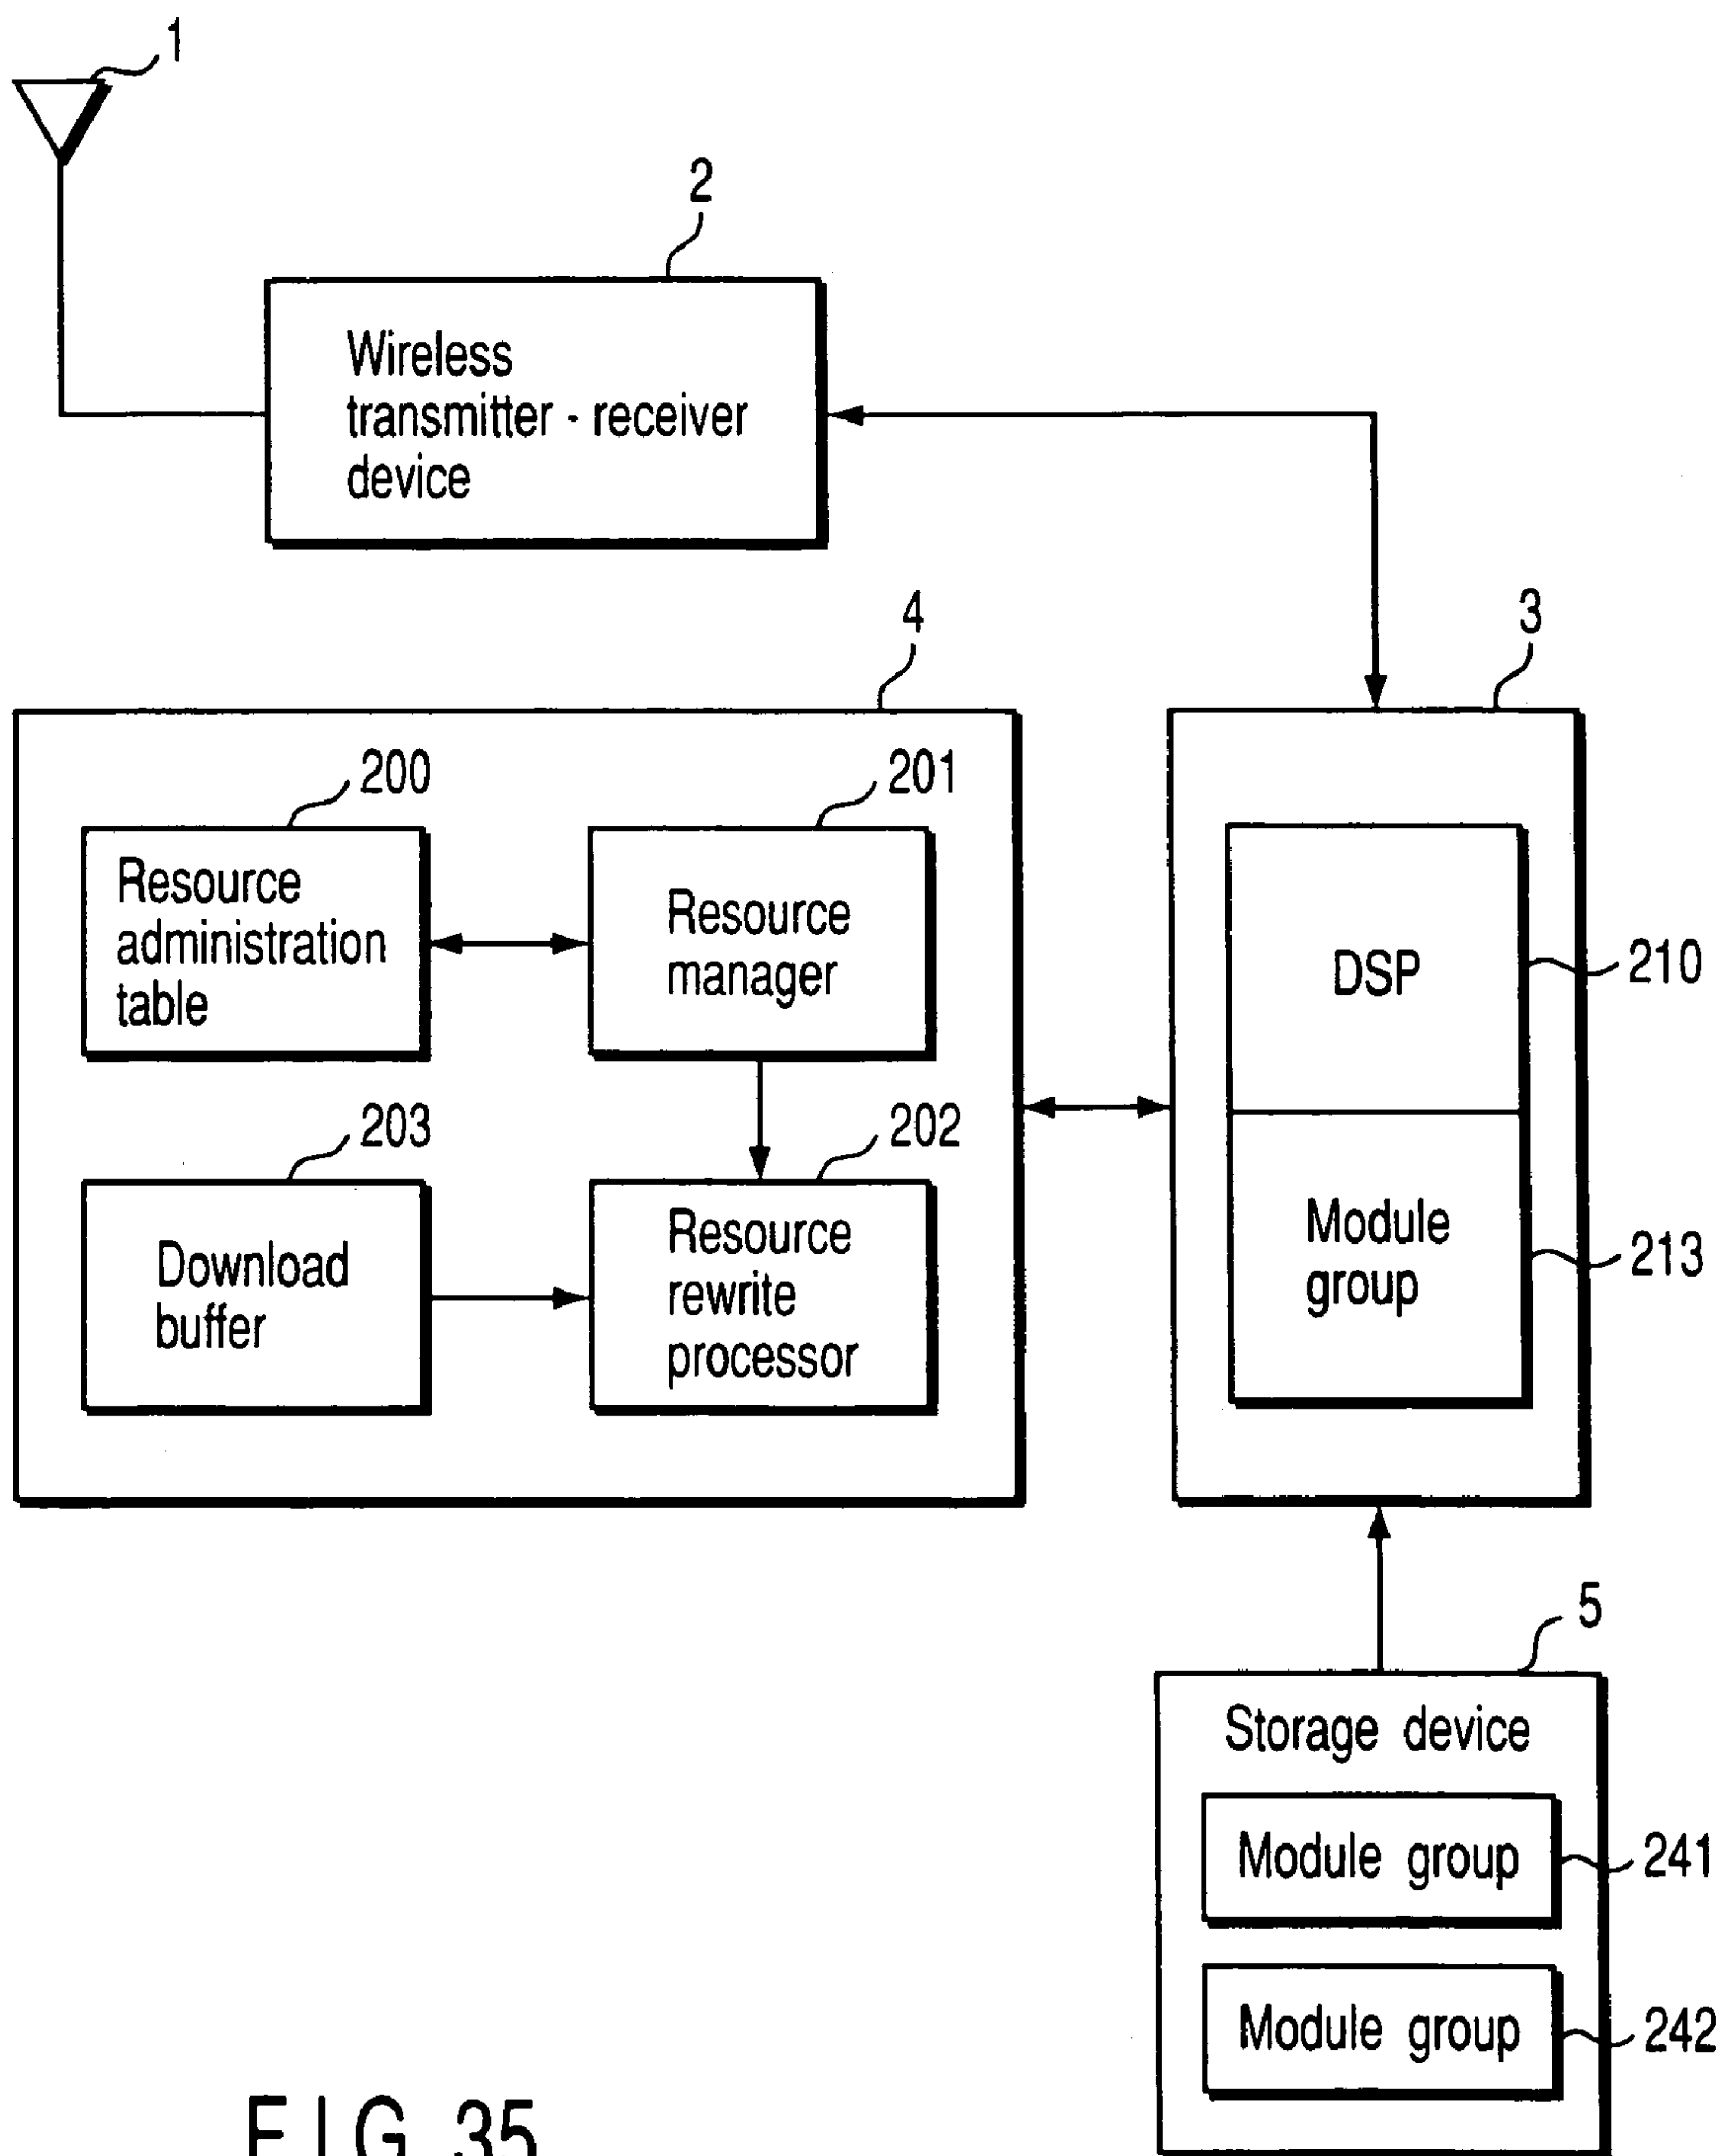 1
2
Wireless
transmitter - receiver
device
4
3
200
201
Resource
administration
table
Resource
manager
DSP
210
203
202
Download
buffer
Resource
rewrite
processor
Module
group
213
5
Storage device
Module group
241
Module group
242
FIG. 35